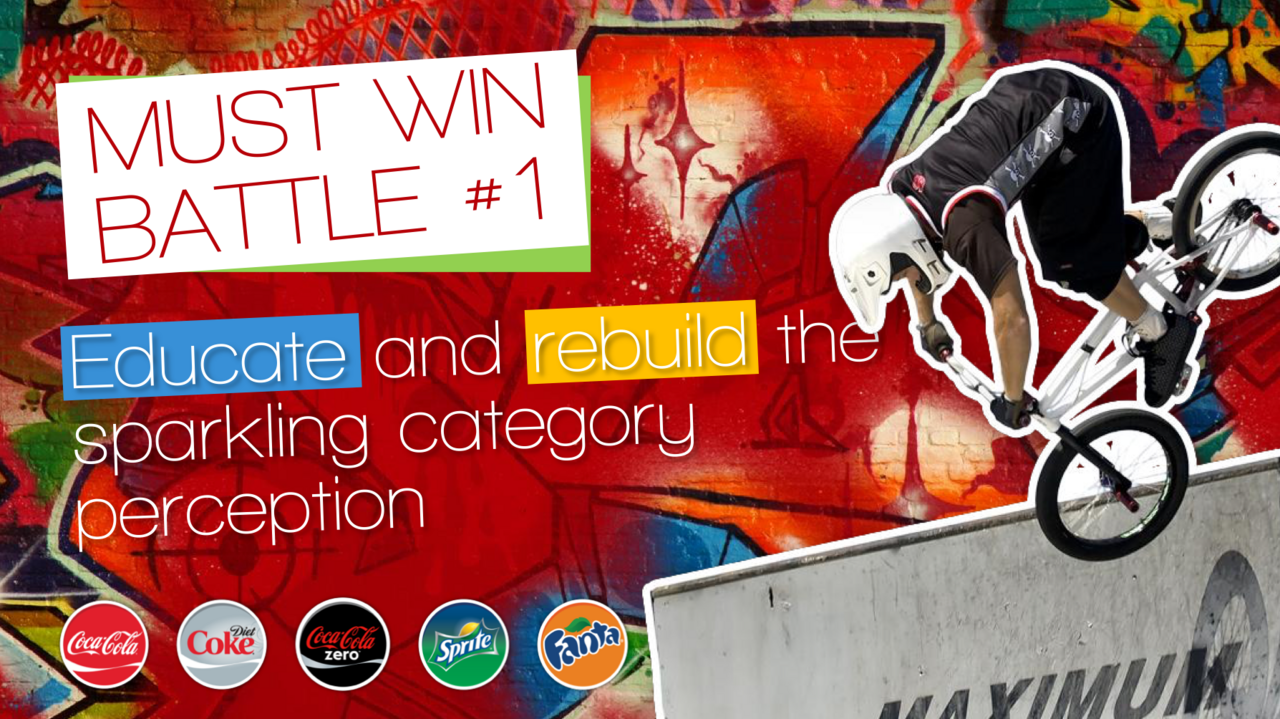 MUST WIN
BATTLE #1
Educate and rebuild the
sparkling category
perception
Coca-Cola
Diet
Coke
Coca-Cola
zero
Sprite
Fanta
MAXIMUM